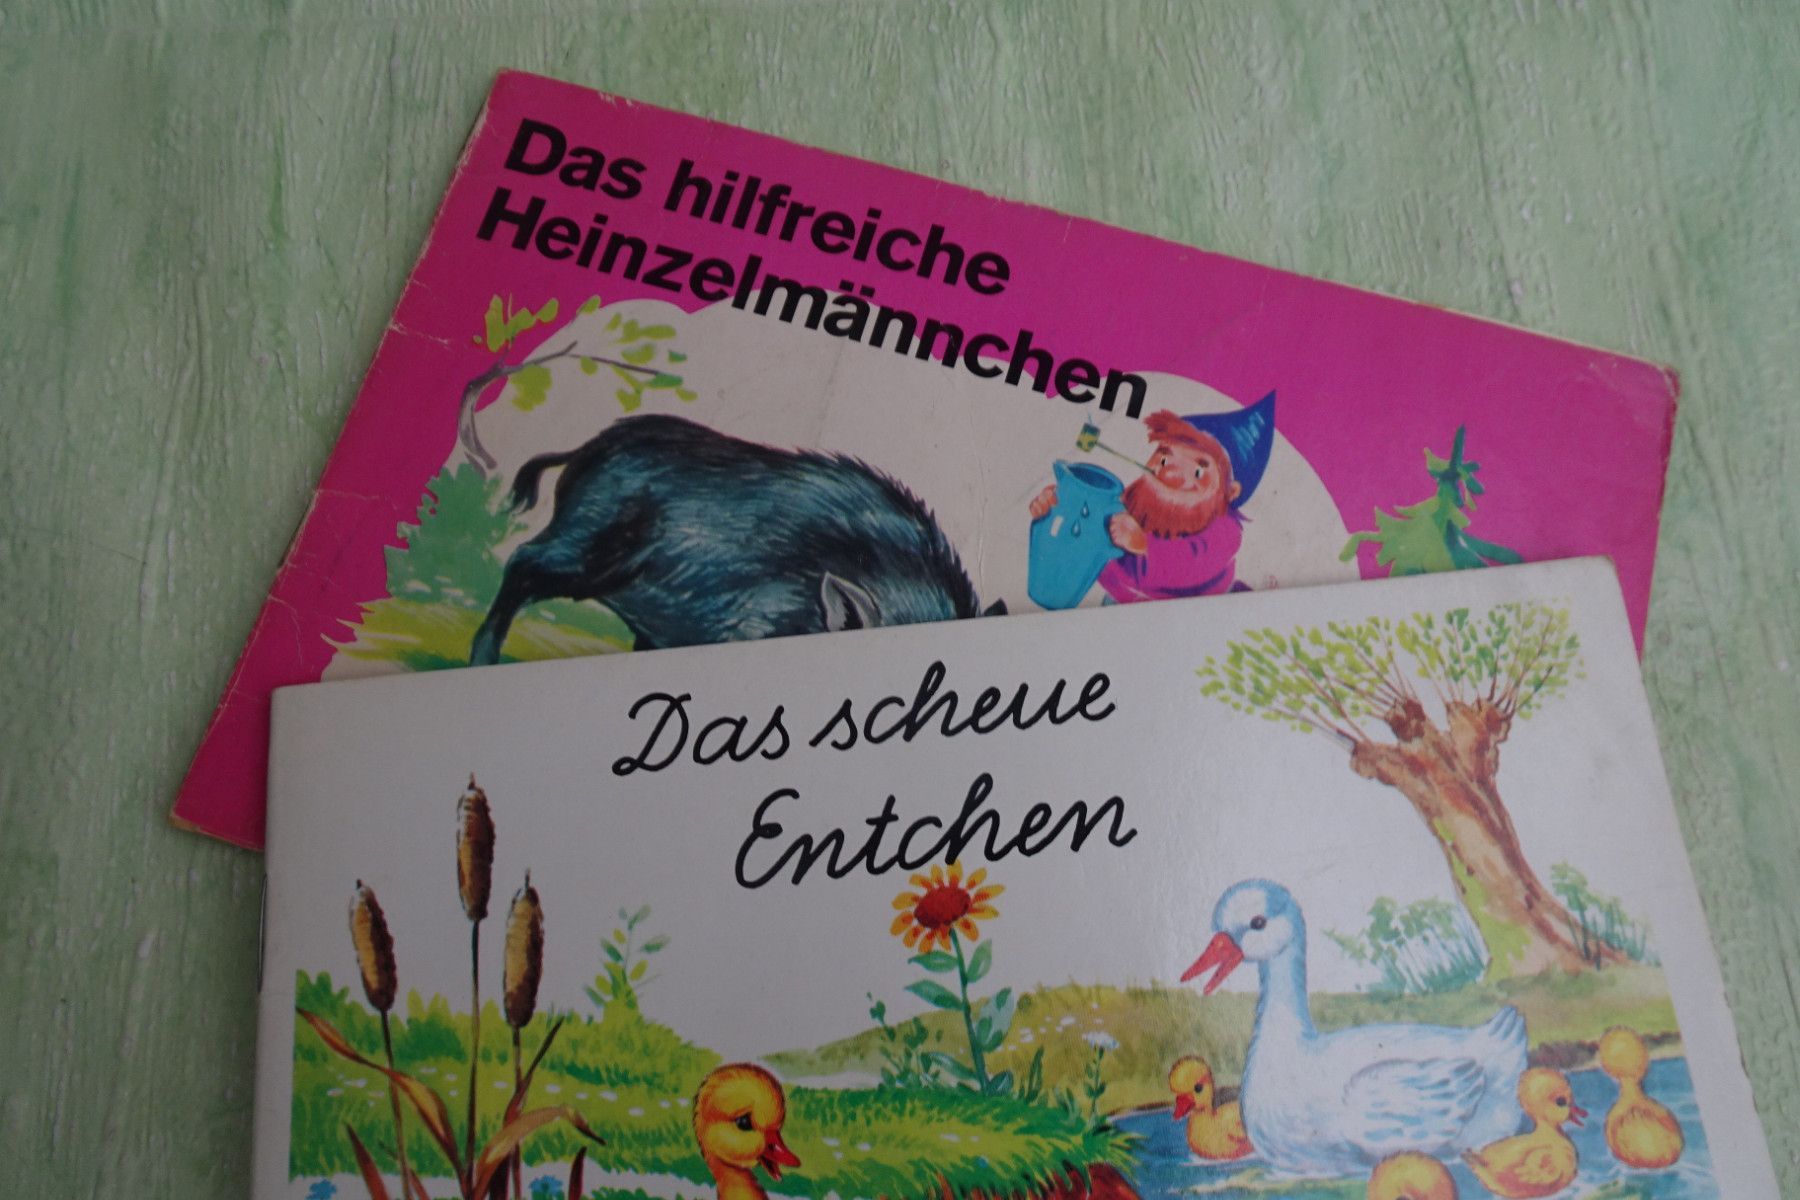 Das hilfreiche
Heinzelmännchen
Das scheue
Entchen